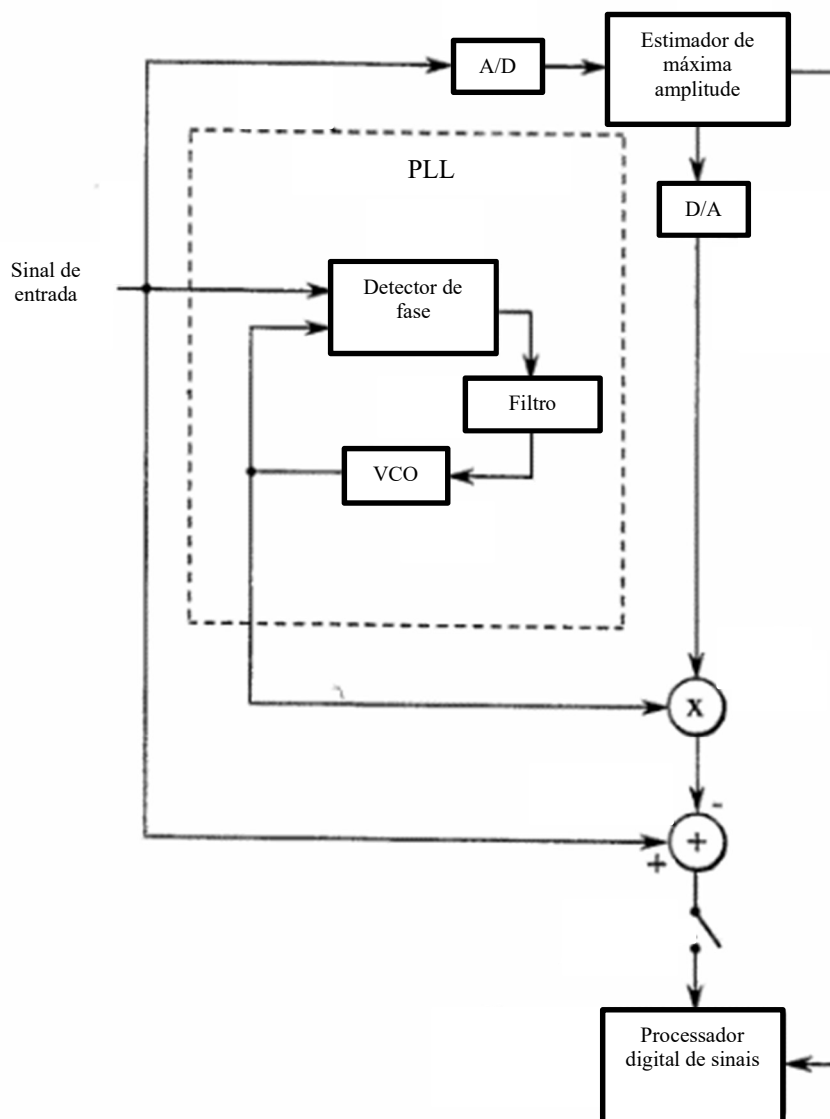 Estimador de
máxima
amplitude
A/D
PLL
D/A
Sinal de
entrada
Detector de
fase
Filtro
VCO
X
-
+
+
Processador
digital de sinais